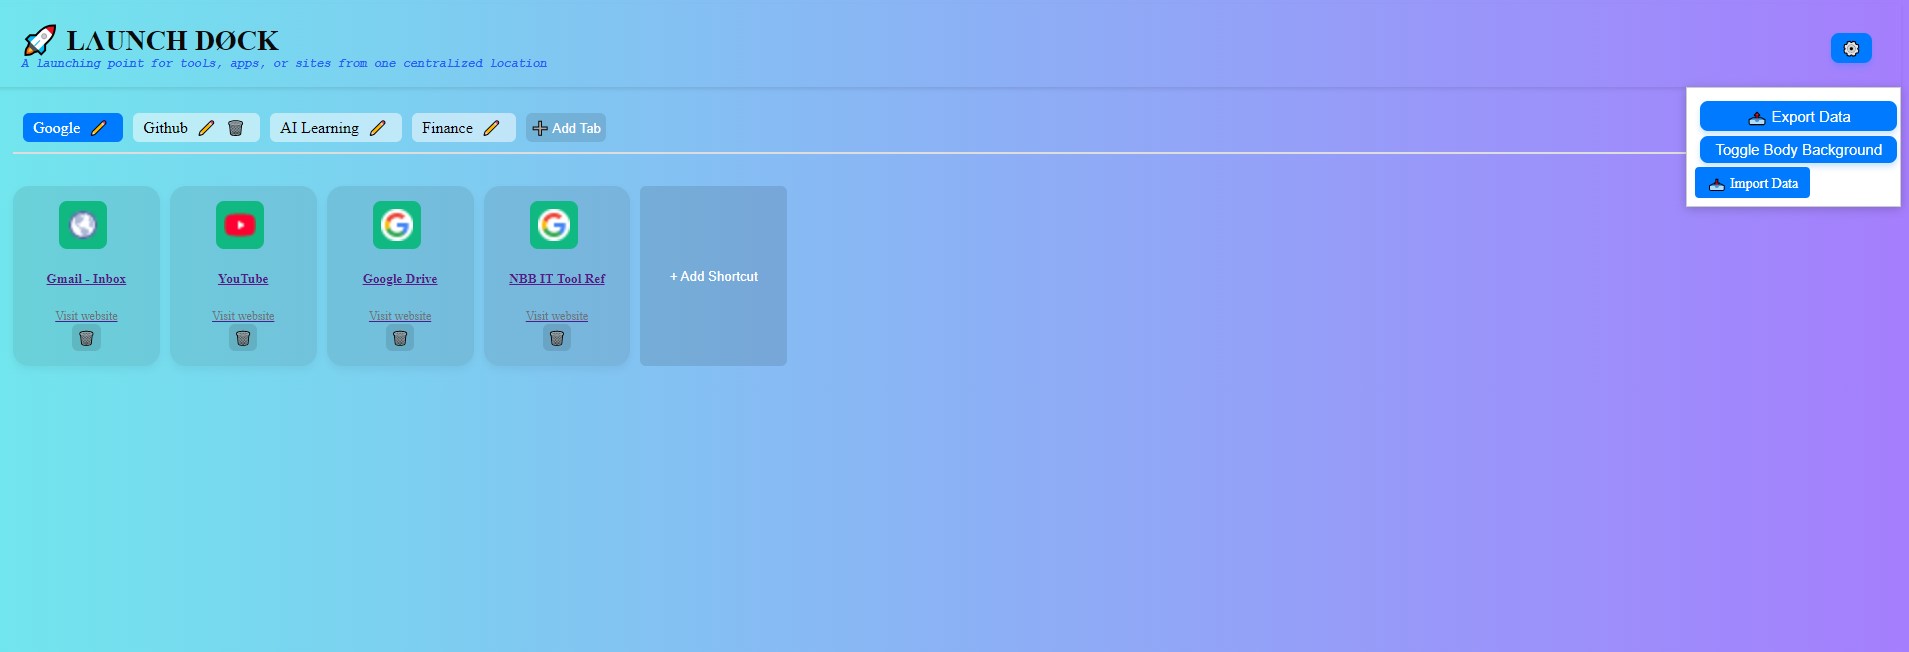 LΛUNCH DØCK
A launching point for tools, apps, or sites from one centralized location
Google
Github
AI Learning
Finance
Add Tab
Export Data
Toggle Body Background
Import Data
Gmail - Inbox
Visit website
YouTube
Visit website
Google Drive
Visit website
NBB IT Tool Ref
Visit website
+ Add Shortcut